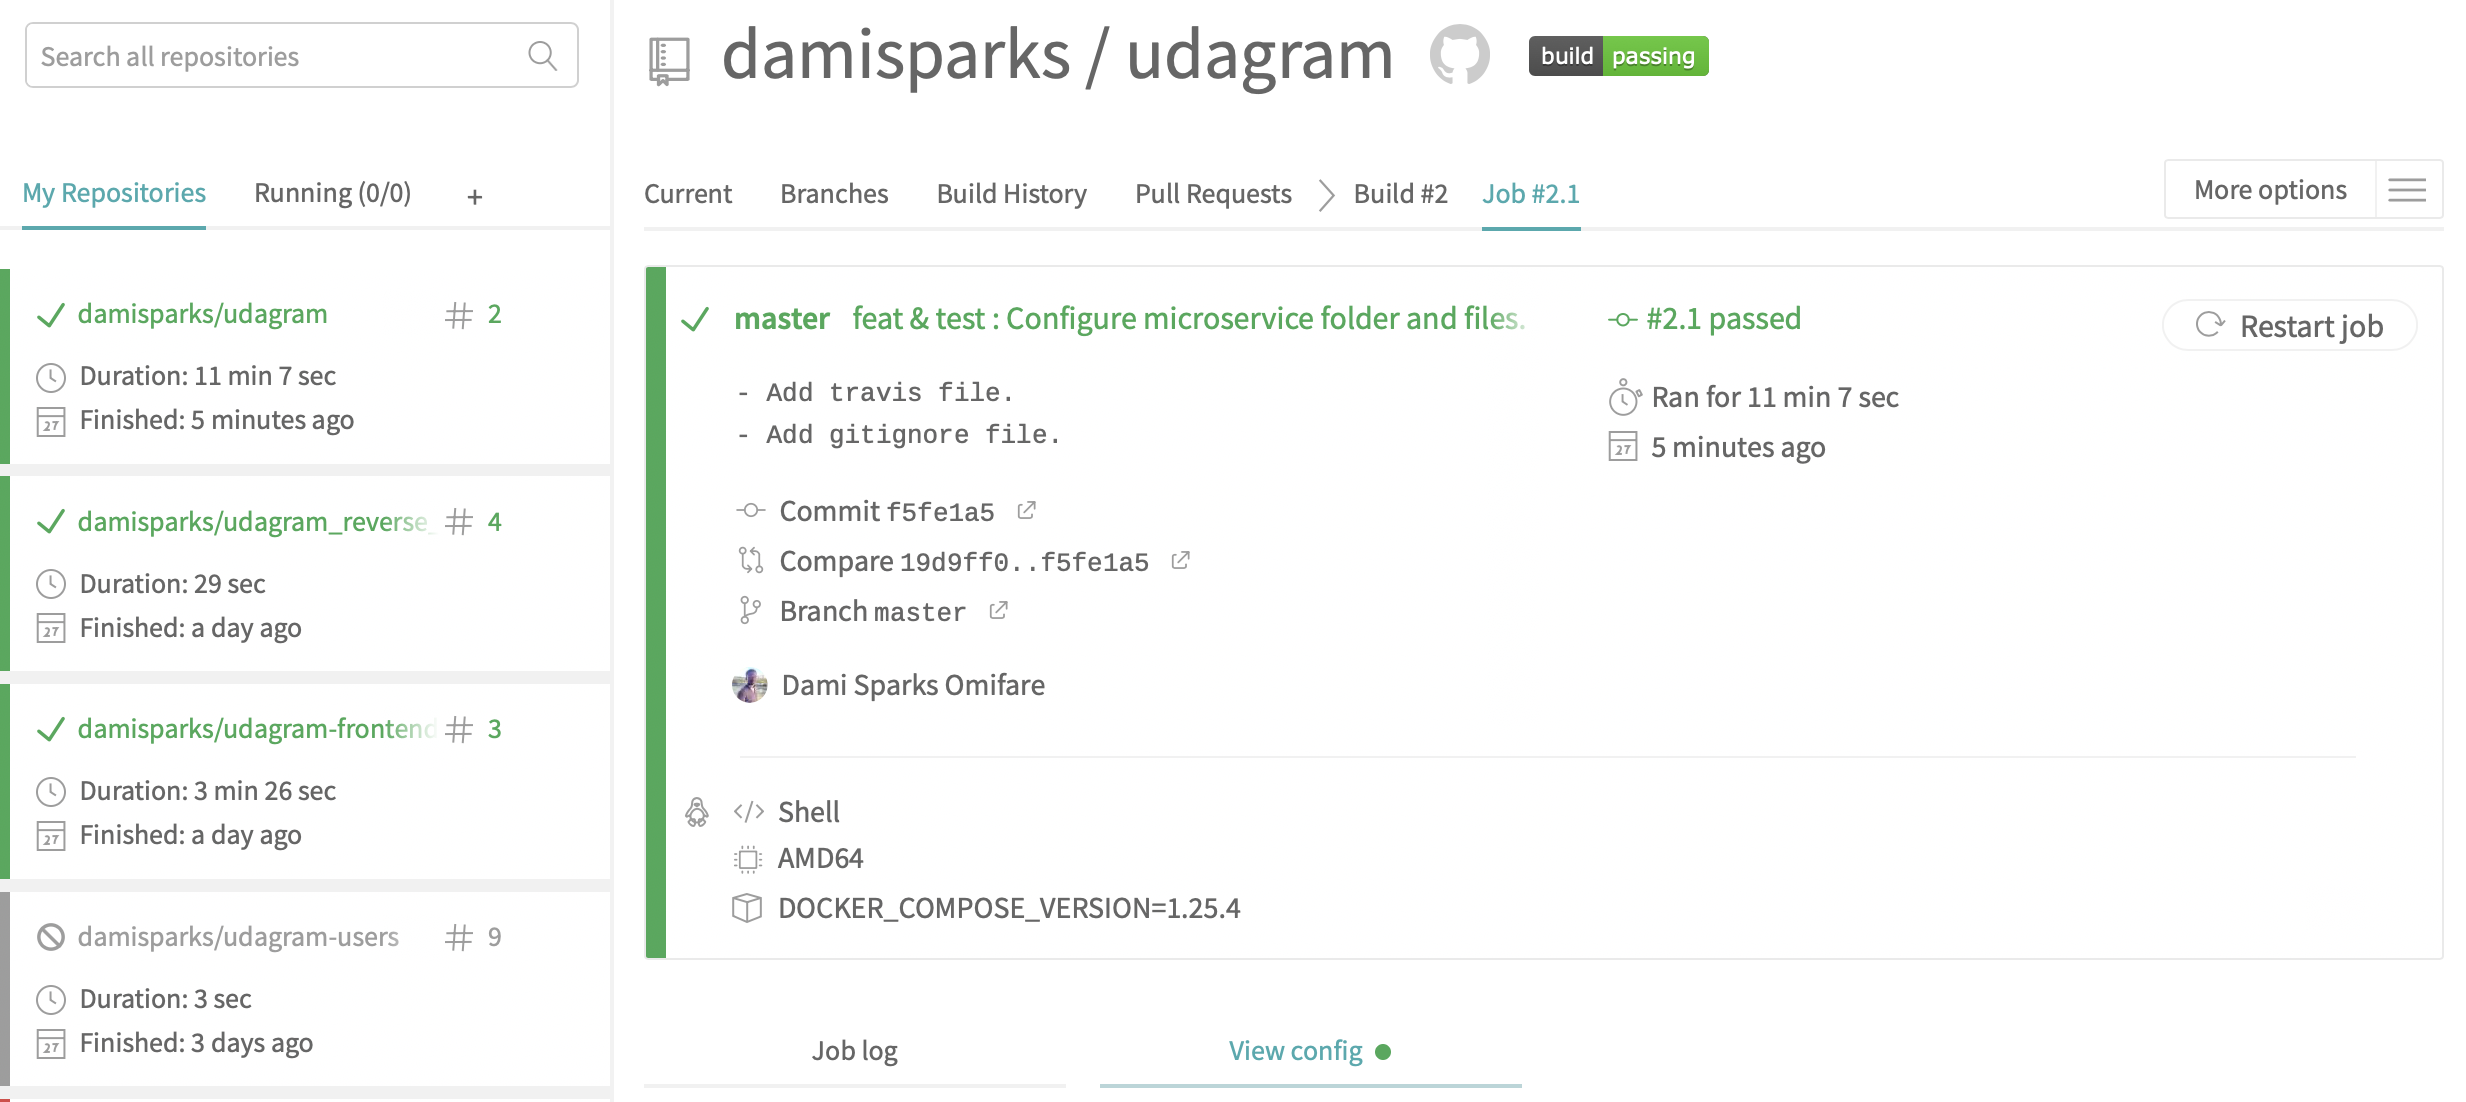 Search all repositories
My Repositories Running (0/0) +
damisparks/udagram # 2
Duration: 11 min 7 sec
27 Finished: 5 minutes ago
damisparks/udagram_reverse_ # 4
Duration: 29 sec
27 Finished: a day ago
damisparks/udagram-frontend # 3
Duration: 3 min 26 sec
27 Finished: a day ago
damisparks/udagram-users # 9
Duration: 3 sec
27 Finished: 3 days ago
damisparks / udagram build passing
Current Branches Build History Pull Requests Build #2 Job #2.1 More options
master feat & test : Configure microservice folder and files.
- Add travis file.
- Add gitignore file.
Commit f5fe1a5
Compare 19d9ff0..f5fe1a5
Branch master
Dami Sparks Omifare
#2.1 passed
Ran for 11 min 7 sec
27 5 minutes ago
Restart job
</> Shell
AMD64
DOCKER_COMPOSE_VERSION=1.25.4
Job log View config